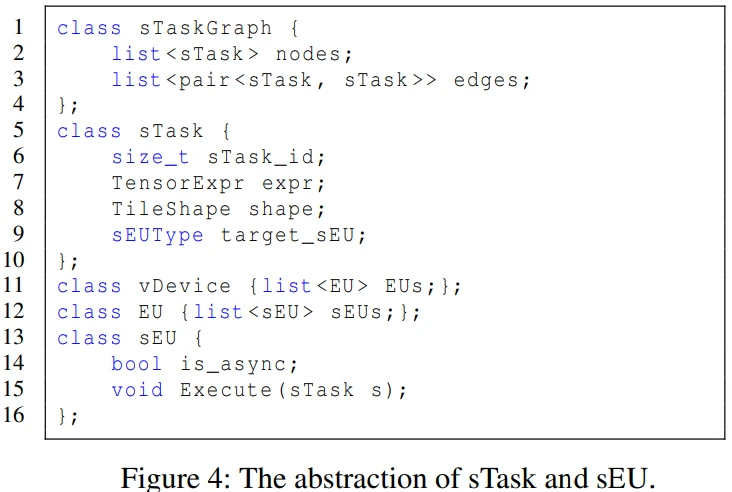 1 class sTaskGraph {
2 list<sTask> nodes;
3 list<pair<sTask, sTask>> edges;
4 };
5 class sTask {
6 size_t sTask_id;
7 TensorExpr expr;
8 TileShape shape;
9 sEUType target_sEU;
10 };
11 class vDevice {list<EU> EUs;};
12 class EU {list<sEU> sEUs;};
13 class sEU {
14 bool is_async;
15 void Execute(sTask s);
16 };
Figure 4: The abstraction of sTask and sEU.